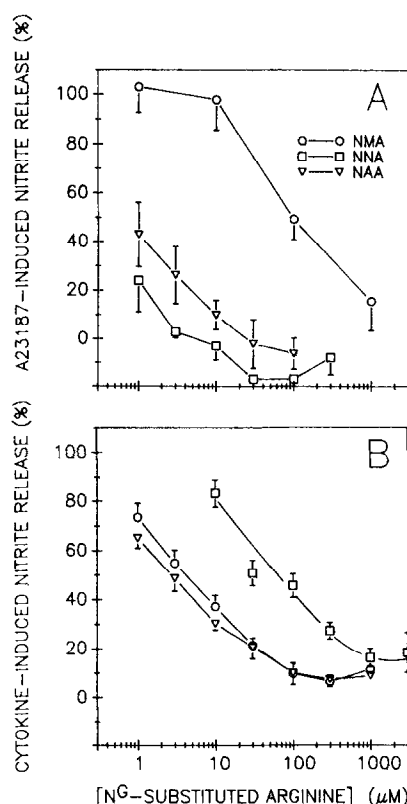 A23187-INDUCED NITRITE RELEASE (%)
100
80
60
40
20
0
A
NMA
NNA
NAA
CYTOKINE-INDUCED NITRITE RELEASE (%)
100
80
60
40
20
0
B
1
10
100
1000
[NG-SUBSTITUTED ARGININE] (μM)